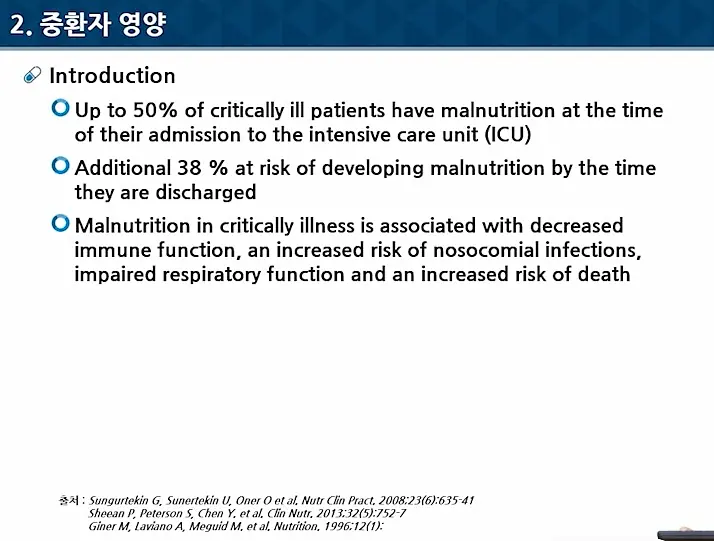 2. 중환자 영양
Introduction
Up to 50% of critically ill patients have malnutrition at the time
of their admission to the intensive care unit (ICU)
Additional 38 % at risk of developing malnutrition by the time
they are discharged
Malnutrition in critically illness is associated with decreased
immune function, an increased risk of nosocomial infections,
impaired respiratory function and an increased risk of death
출처 : Sungurtekin G, Sunertekin U, Oner O et al. Nutr Clin Pract. 2008;23(6):635-41
Sheean P, Peterson S, Chen Y. et al. Clin Nutr. 2013;32(5):752-7
Giner M, Laviano A, Meguid M. et al. Nutrition. 1996;12(1):